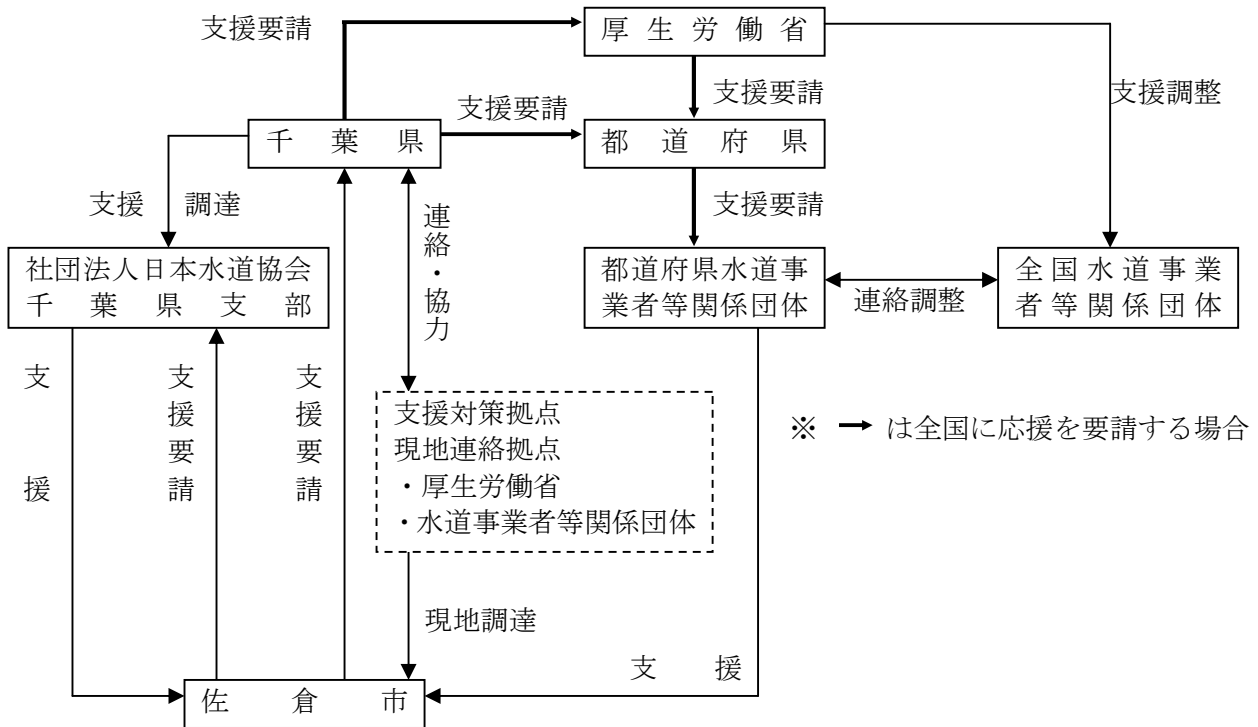 支援要請
厚生労働省
支援要請
支援調整
支援要請
千葉県
都道府県
支援 調達
連絡・協力
支援要請
社団法人日本水道協会
千葉県支部
都道府県水道事
業者等関係団体
連絡調整
全国水道事業
者等関係団体
支援
支援要請
支援要請
支援対策拠点
現地連絡拠点
・厚生労働省
・水道事業者等関係団体
※ → は全国に応援を要請する場合
現地調達
支援
佐倉市